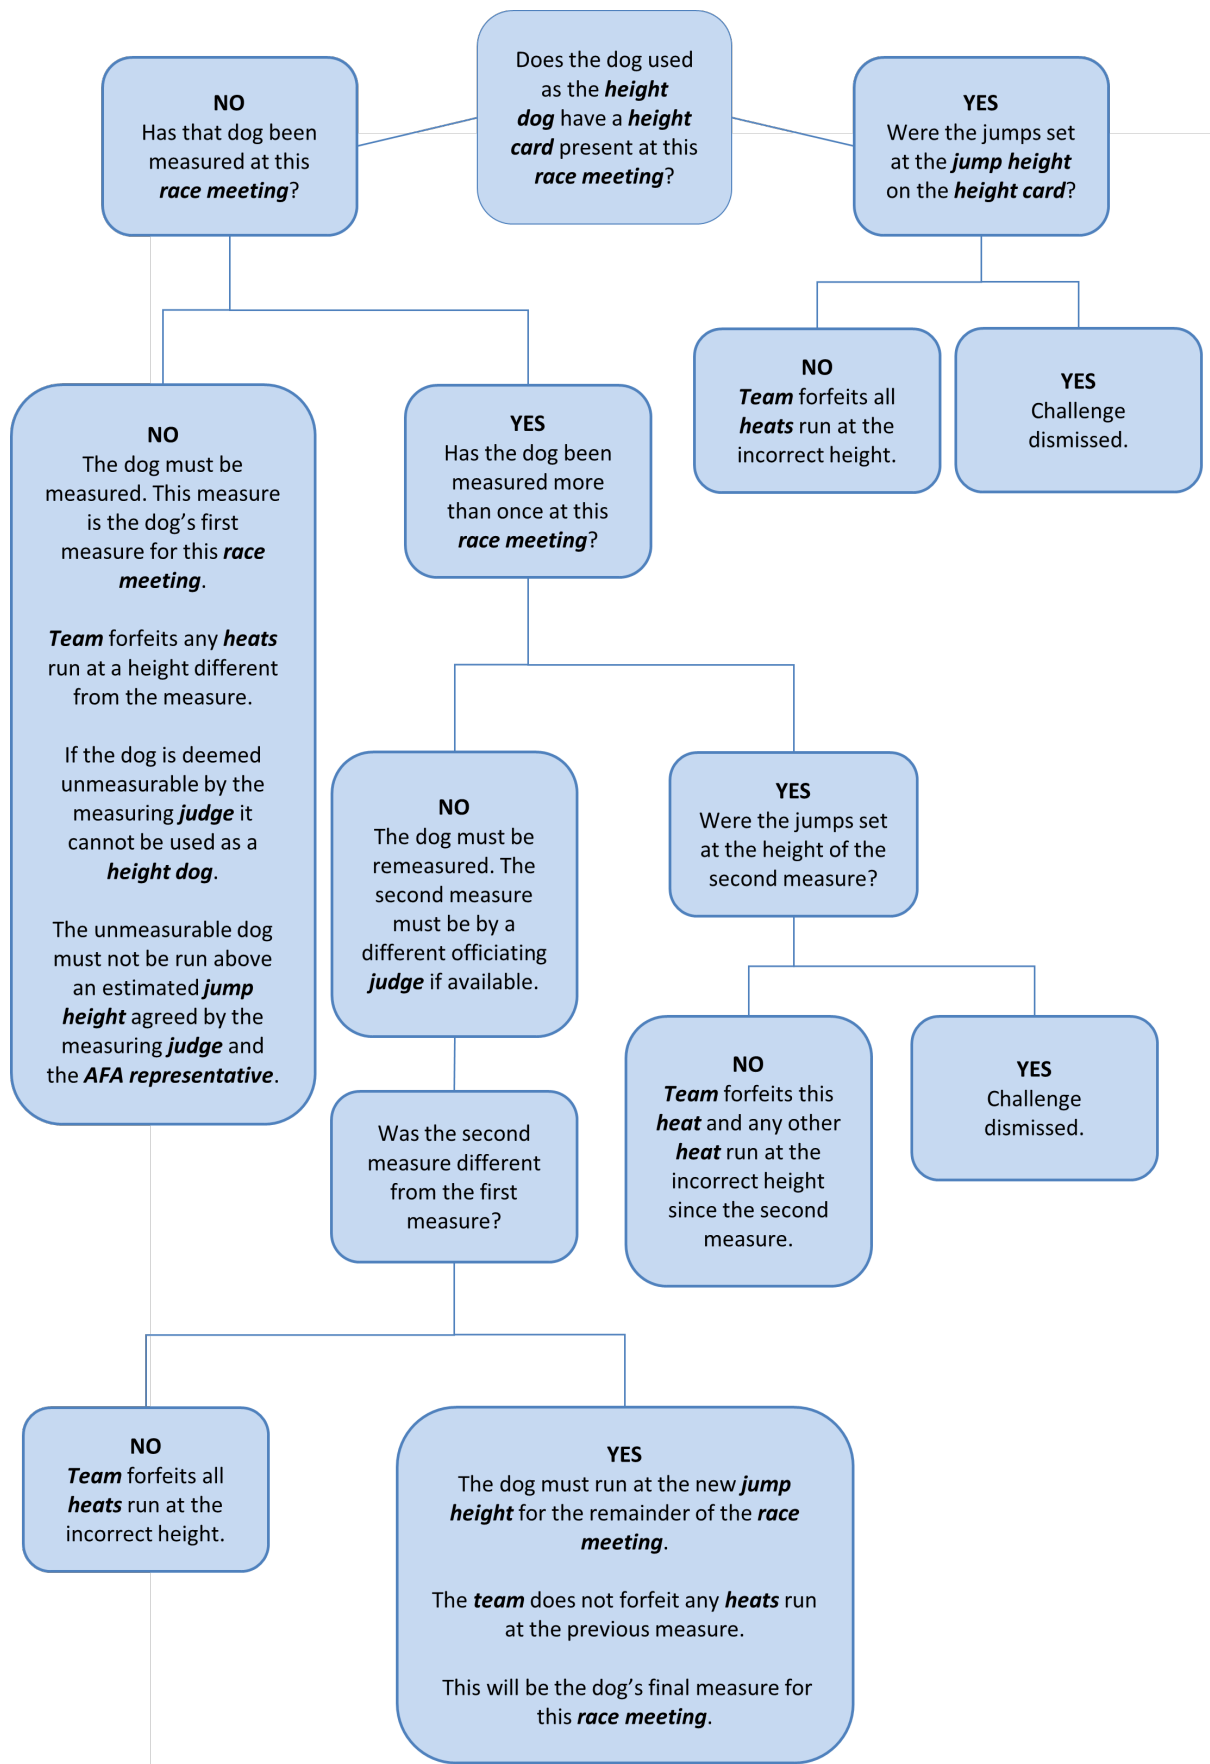 Does the dog used
as the height
dog have a height
card present at this
race meeting?
NO
Has that dog been
measured at this
race meeting?
YES
Were the jumps set
at the jump height
on the height card?
NO
Team forfeits all
heats run at the
incorrect height.
YES
Challenge
dismissed.
NO
The dog must be
measured. This measure
is the dog’s first
measure for this race
meeting.
Team forfeits any heats
run at a height different
from the measure.
If the dog is deemed
unmeasurable by the
measuring judge it
cannot be used as a
height dog.
The unmeasurable dog
must not be run above
an estimated jump
height agreed by the
measuring judge and
the AFA representative.
YES
Has the dog been
measured more
than once at this
race meeting?
NO
The dog must be
remeasured. The
second measure
must be by a
different officiating
judge if available.
YES
Were the jumps set
at the height of the
second measure?
NO
Team forfeits this
heat and any other
heat run at the
incorrect height
since the second
measure.
YES
Challenge
dismissed.
Was the second
measure different
from the first
measure?
NO
Team forfeits all
heats run at the
incorrect height.
YES
The dog must run at the new jump
height for the remainder of the race
meeting.
The team does not forfeit any heats run
at the previous measure.
This will be the dog’s final measure for
this race meeting.